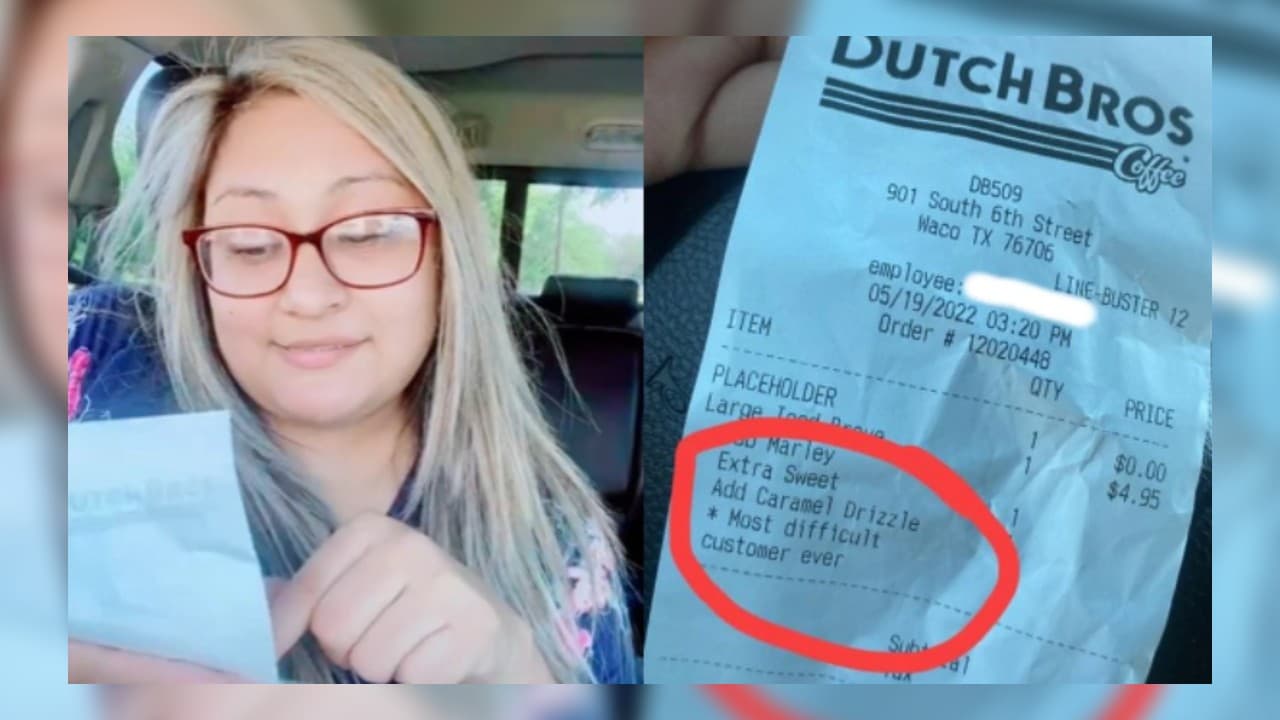 DUTCH BROS
Coffee
DB509
901 South 6th Street
Waco TX 76706
employee: LINE-BUSTER 12
05/19/2022 03:20 PM
Order # 12020448
ITEM QTY PRICE
PLACEHOLDER 1 $0.00
Large Iced 1 $4.95
Marley
Extra Sweet 1
Add Caramel Drizzle
* Most difficult
customer ever